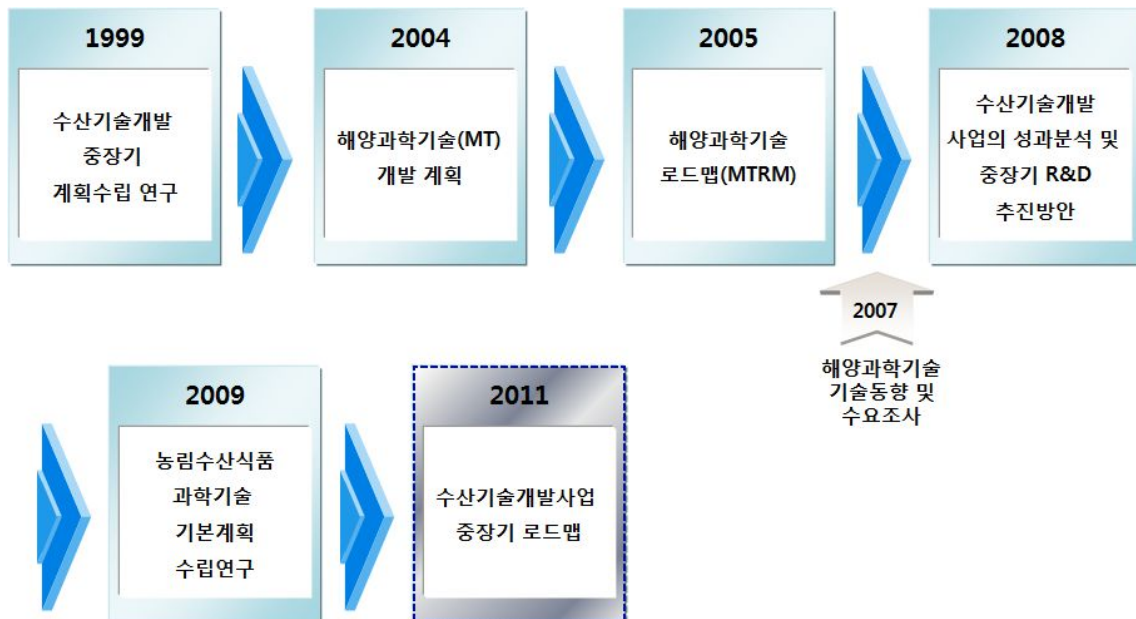 1999
수산기술개발
중장기
계획수립 연구
2004
해양과학기술(MT)
개발 계획
2005
해양과학기술
로드맵(MTRM)
2008
수산기술개발
사업의 성과분석 및
중장기 R&D
추진방안
2007
해양과학기술
기술동향 및
수요조사
2009
농림수산식품
과학기술
기본계획
수립연구
2011
수산기술개발사업
중장기 로드맵